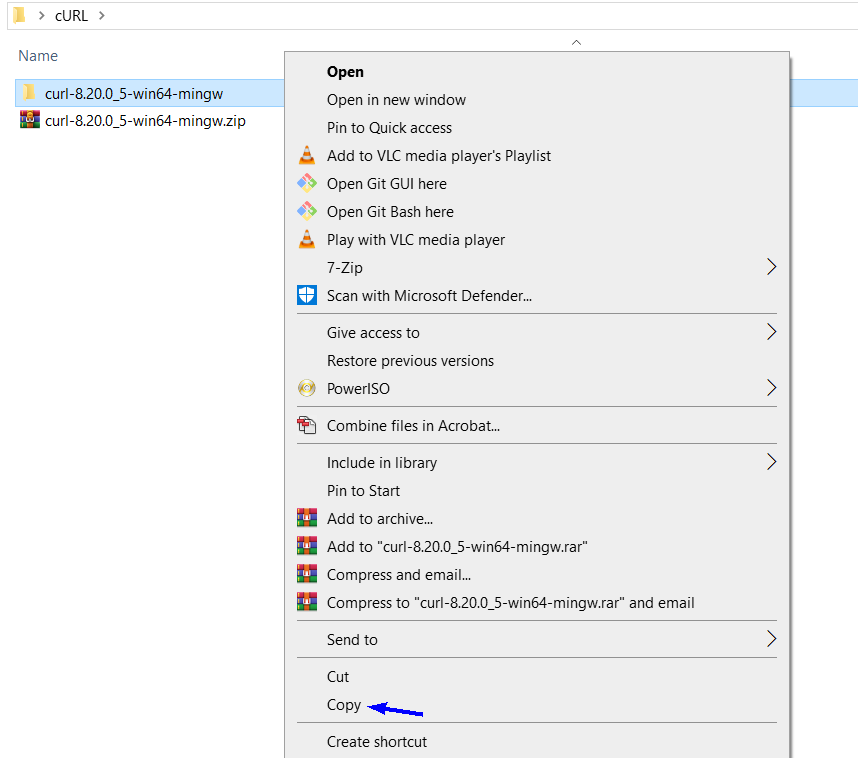 cURL
Name
curl-8.20.0_5-win64-mingw
curl-8.20.0_5-win64-mingw.zip
Open
Open in new window
Pin to Quick access
Add to VLC media player's Playlist
Open Git GUI here
Open Git Bash here
Play with VLC media player
7-Zip
Scan with Microsoft Defender...
Give access to
Restore previous versions
PowerISO
Combine files in Acrobat...
Include in library
Pin to Start
Add to archive...
Add to "curl-8.20.0_5-win64-mingw.rar"
Compress and email...
Compress to "curl-8.20.0_5-win64-mingw.rar" and email
Send to
Cut
Copy
Create shortcut